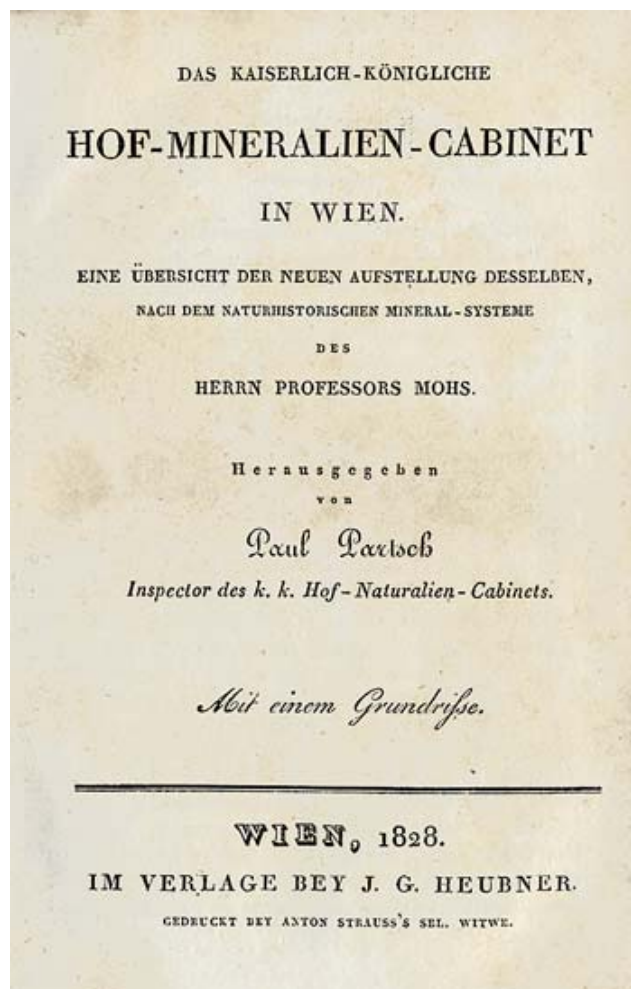 DAS KAISERLICH-KÖNIGLICHE
HOF-MINERALIEN-CABINET
IN WIEN.
EINE ÜBERSICHT DER NEUEN AUFSTELLUNG DESSELBEN,
NACH DEM NATURHISTORISCHEN MINERAL-SYSTEME
DES
HERRN PROFESSORS MOHS.
Herausgegeben
von
Paul Partsch
Inspector des k. k. Hof-Naturalien-Cabinets.
Mit einem Grundriſse.
WIEN, 1828.
IM VERLAGE BEY J. G. HEUBNER.
GEDRUCKT BEY ANTON STRAUSS'S SEL. WITWE.